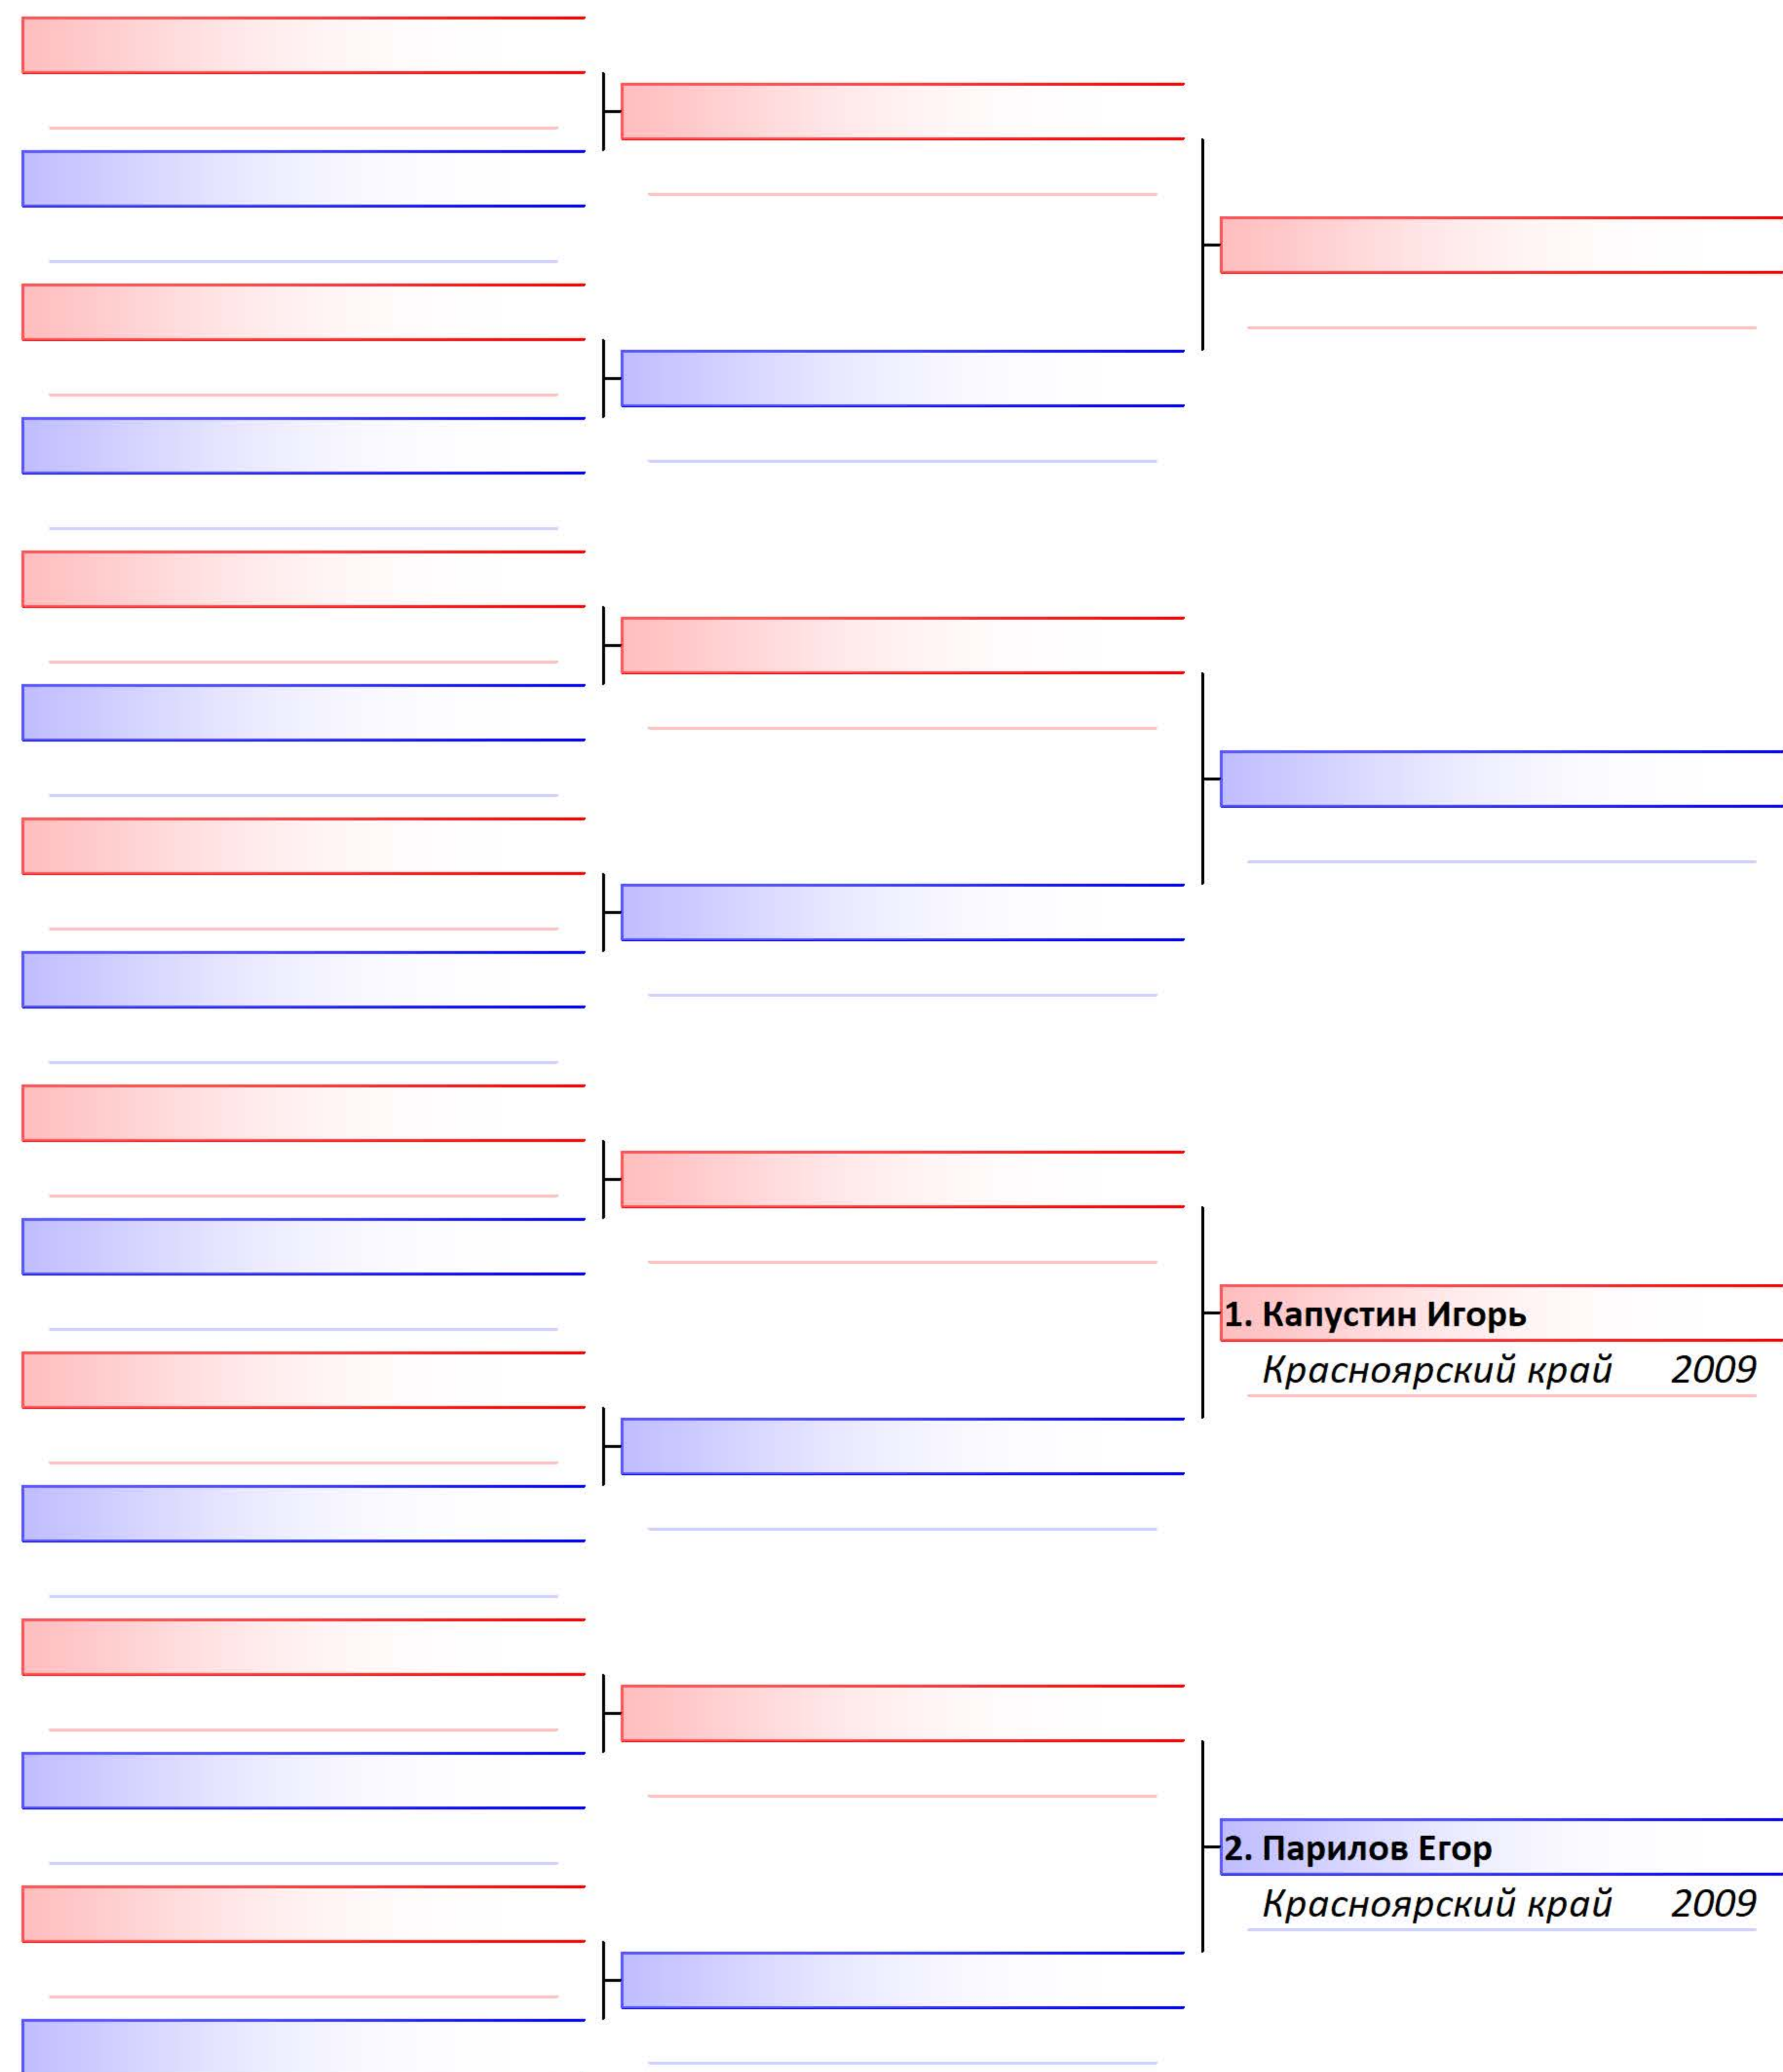 1. Капустин Игорь
Красноярский край 2009
2. Парилов Егор
Красноярский край 2009